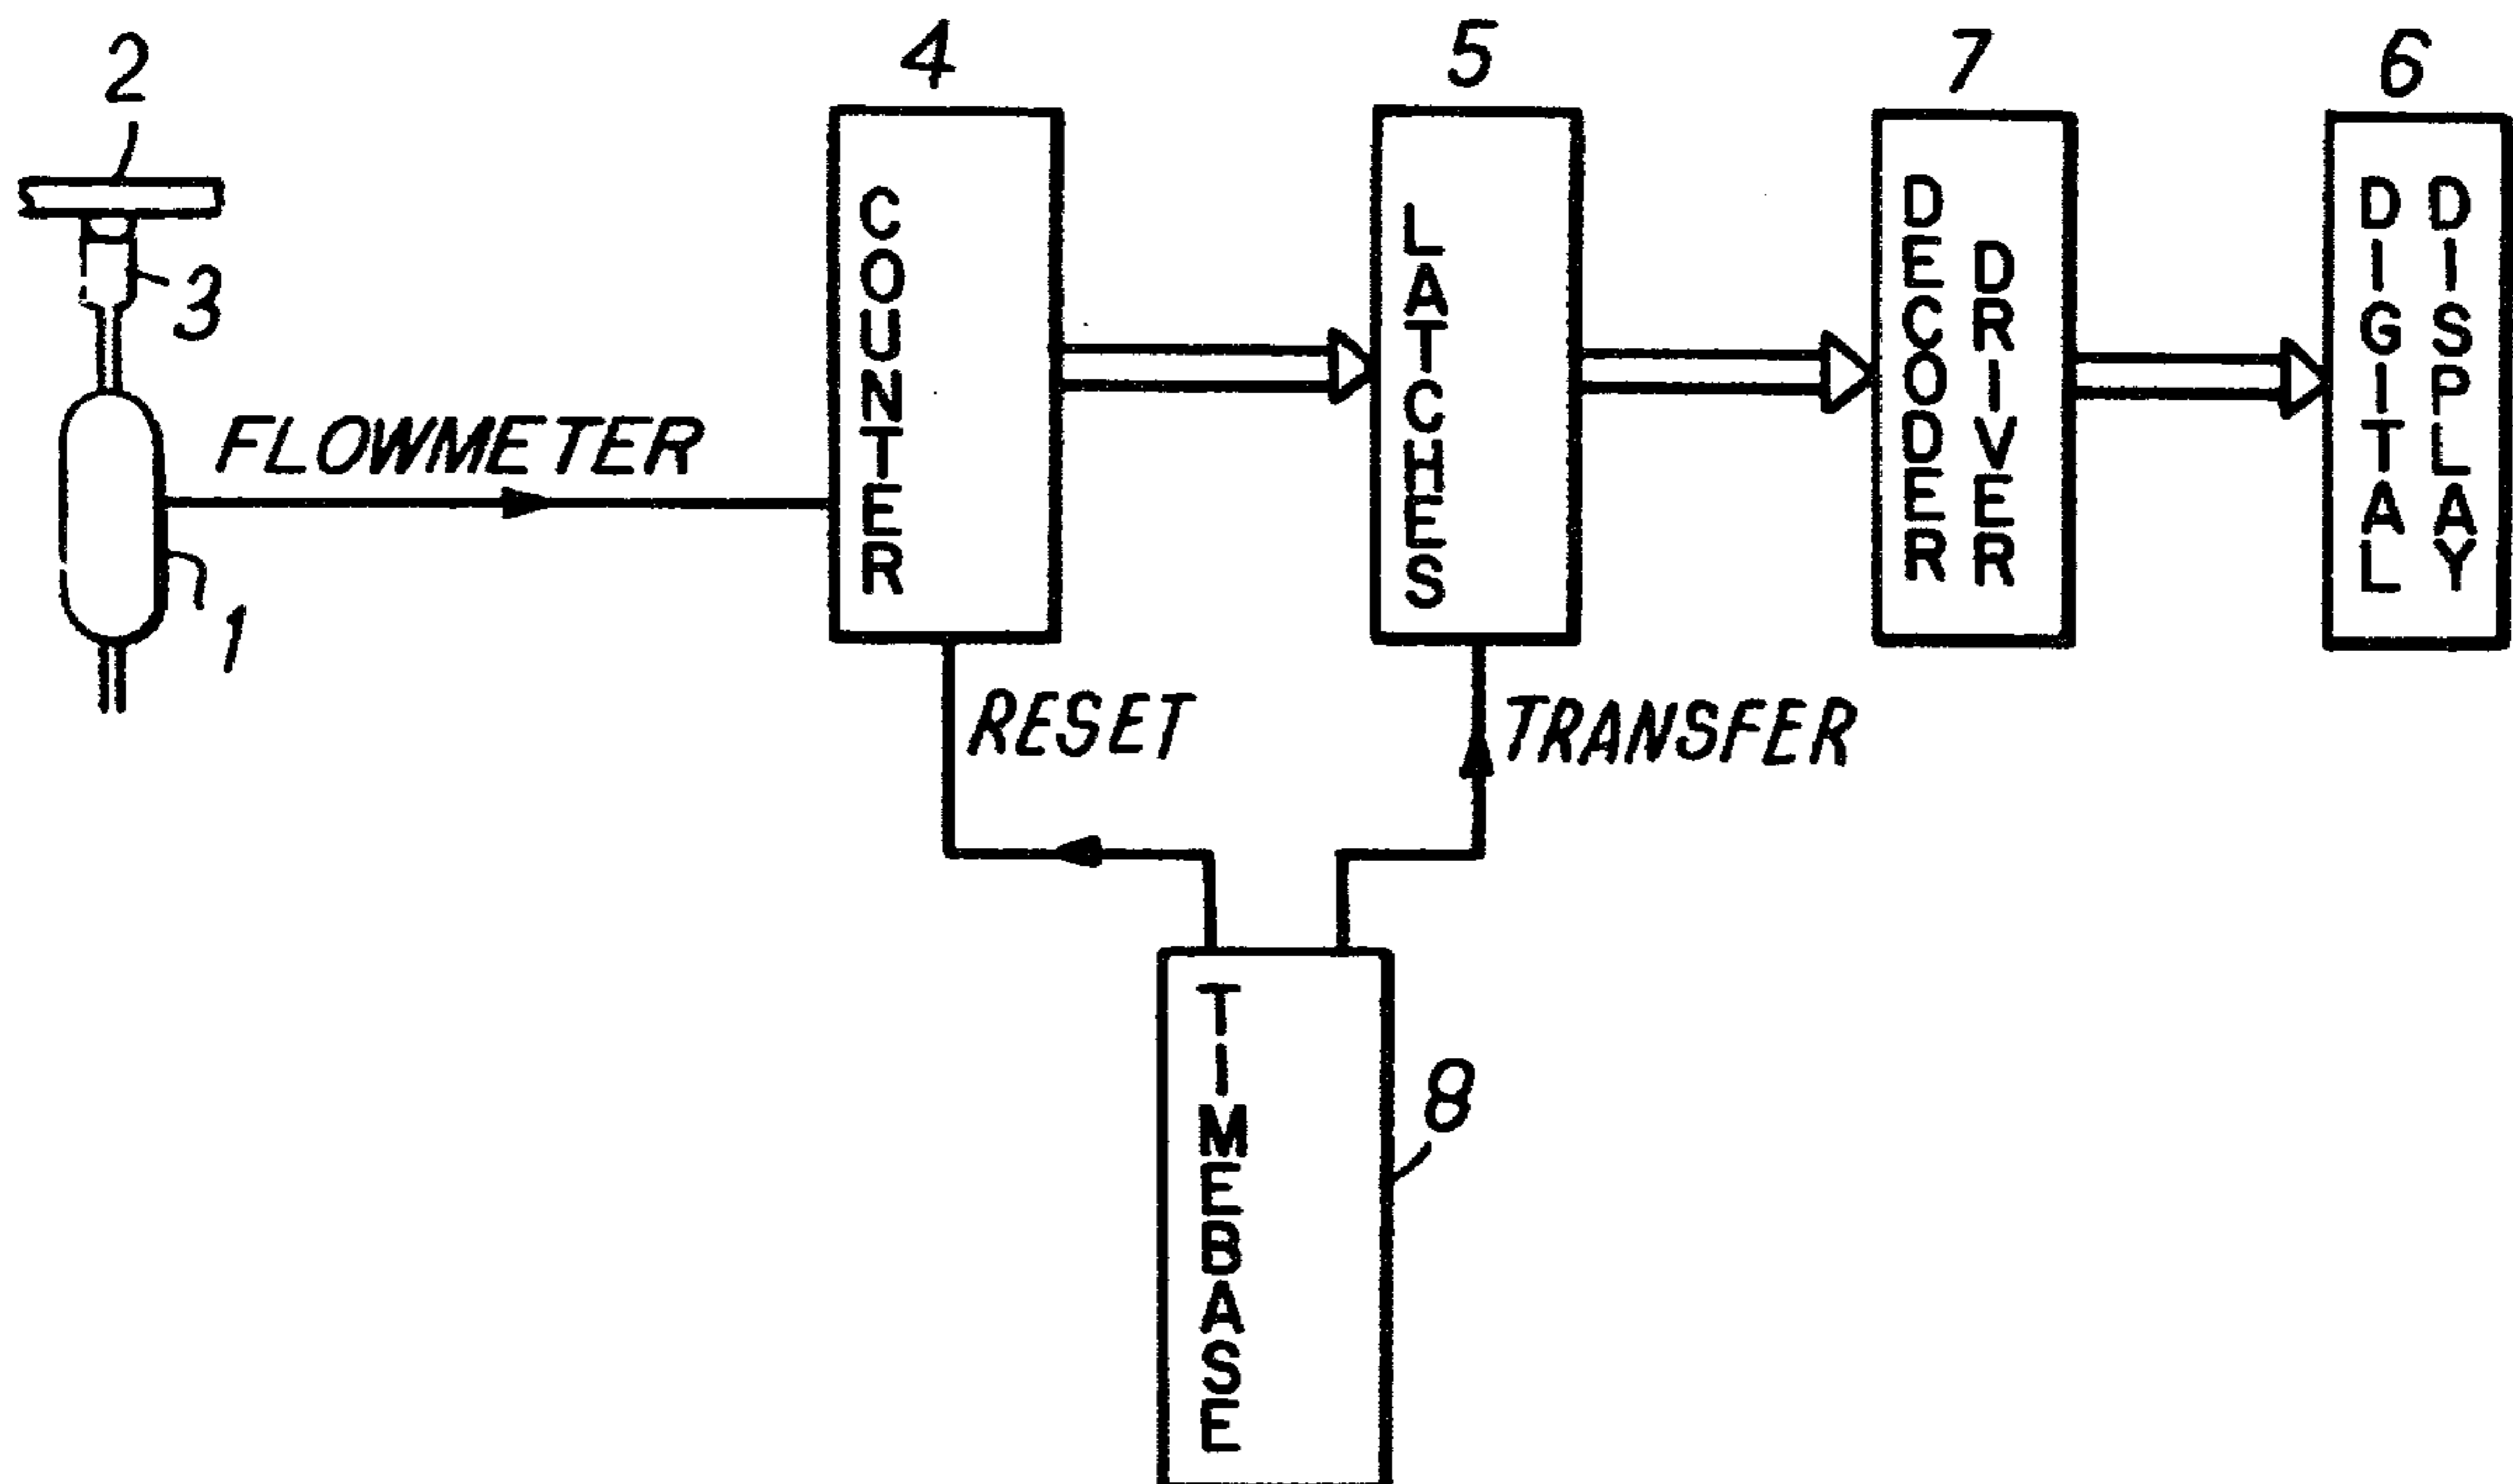 2
4
5
7
6
3
1
FLOWMETER
COUNTER
LATCHES
DECODER
DRIVER
DIGITAL
DISPLAY
RESET
TRANSFER
TIMEBASE
8